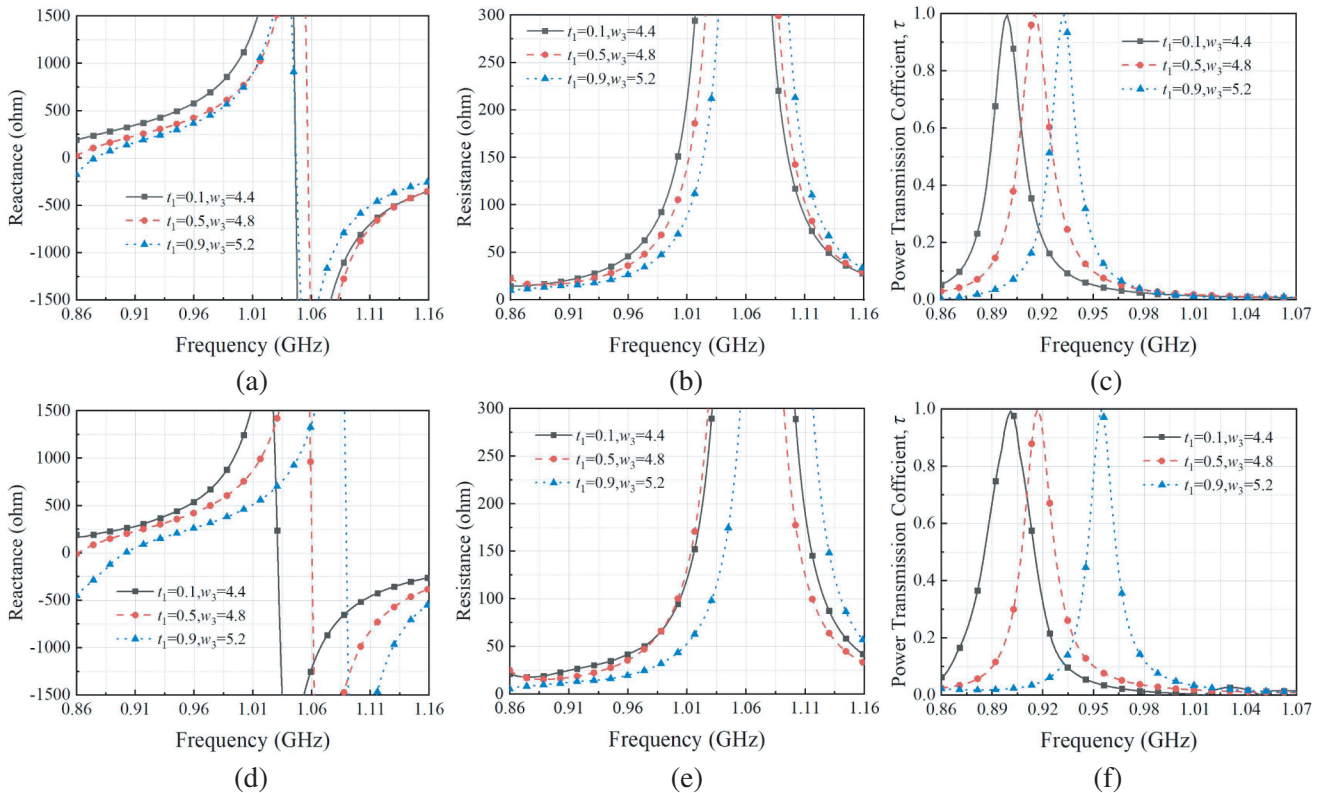 1500
1000
500
0
-500
-1000
-1500
Reactance (ohm)
t1=0.1,w3=4.4
t1=0.5,w3=4.8
t1=0.9,w3=5.2
0.86 0.91 0.96 1.01 1.06 1.11 1.16
Frequency (GHz)
(a)
300
250
200
150
100
50
0
Resistance (ohm)
t1=0.1,w3=4.4
t1=0.5,w3=4.8
t1=0.9,w3=5.2
0.86 0.91 0.96 1.01 1.06 1.11 1.16
Frequency (GHz)
(b)
1.0
0.8
0.6
0.4
0.2
0.0
Power Transmission Cofficient, τ
t1=0.1,w3=4.4
t1=0.5,w3=4.8
t1=0.9,w3=5.2
0.86 0.89 0.92 0.95 0.98 1.01 1.04 1.07
Frequency (GHz)
(c)
1500
1000
500
0
-500
-1000
-1500
Reactance (ohm)
t1=0.1,w3=4.4
t1=0.5,w3=4.8
t1=0.9,w3=5.2
0.86 0.91 0.96 1.01 1.06 1.11 1.16
Frequency (GHz)
(d)
300
250
200
150
100
50
0
Resistance (ohm)
t1=0.1,w3=4.4
t1=0.5,w3=4.8
t1=0.9,w3=5.2
0.86 0.91 0.96 1.01 1.06 1.11 1.16
Frequency (GHz)
(e)
1.0
0.8
0.6
0.4
0.2
0.0
Power Transmission Cofficient, τ
t1=0.1,w3=4.4
t1=0.5,w3=4.8
t1=0.9,w3=5.2
0.86 0.89 0.92 0.95 0.98 1.01 1.04 1.07
Frequency (GHz)
(f)